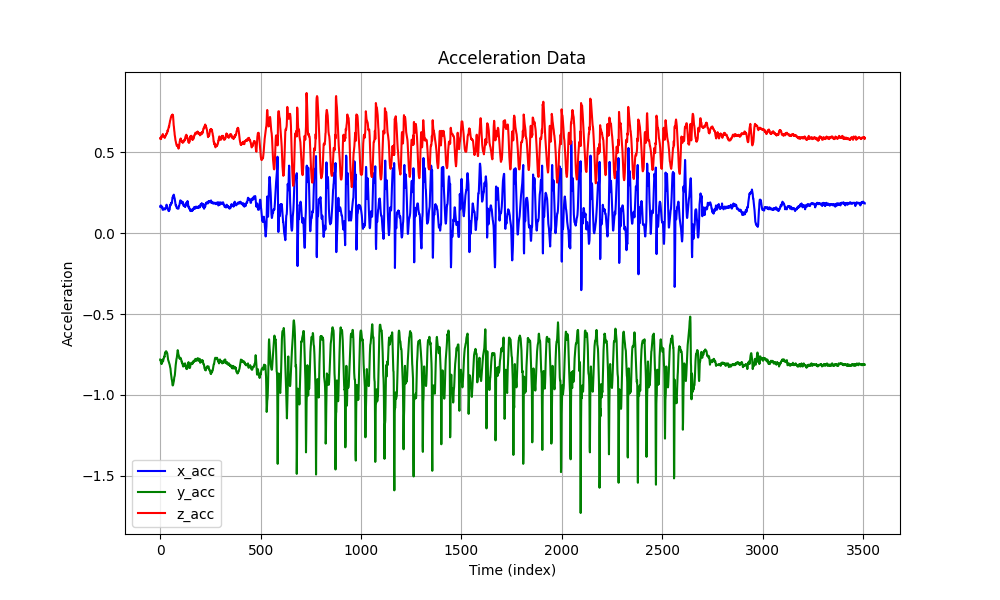 Acceleration Data
Acceleration
0.5
0.0
−0.5
−1.0
−1.5
x_acc
y_acc
z_acc
0 500 1000 1500 2000 2500 3000 3500
Time (index)